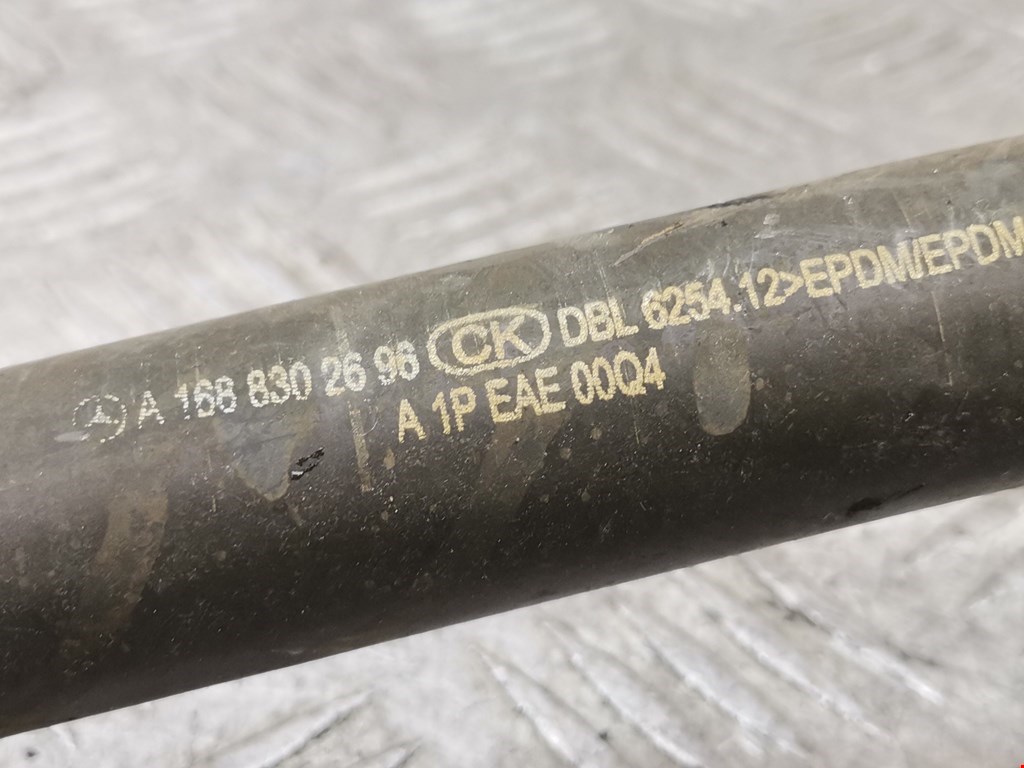 A 168 830 26 96 CK DBL 6254.12>EPDM/EPDM
A 1P EAE 00Q4